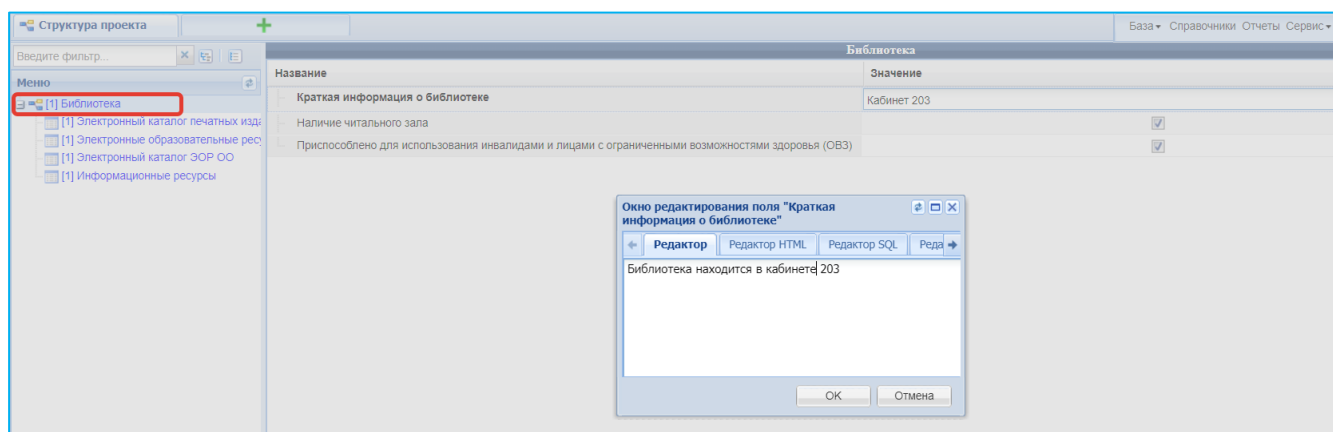 Структура проекта
База Справочники Отчеты Сервис
Введите фильтр...
Библиотека
Меню
Название Значение
[1] Библиотека
Краткая информация о библиотеке Кабинет 203
[1] Электронный каталог печатных изда
Наличие читального зала
[1] Электронные образовательные ресу
Приспособлено для использования инвалидами и лицами с ограниченными возможностями здоровья (ОВЗ)
[1] Электронный каталог ЭОР ОО
[1] Информационные ресурсы
Окно редактирования поля "Краткая
информация о библиотеке"
Редактор Редактор HTML Редактор SQL Реда
Библиотека находится в кабинете 203
OK Отмена